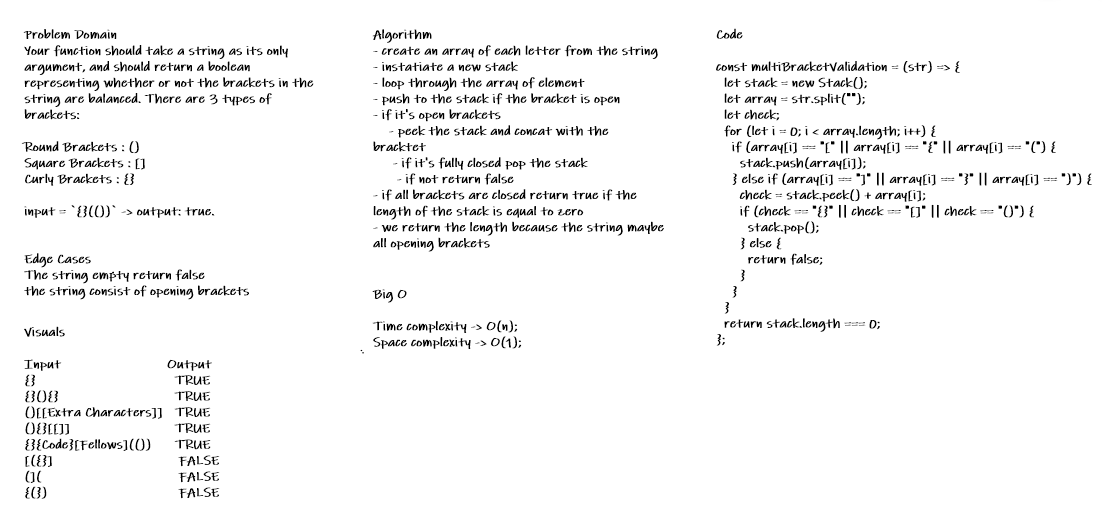 Problem Domain
Your function should take a string as its only
argument, and should return a boolean
representing whether or not the brackets in the
string are balanced. There are 3 types of
brackets:
Round Brackets : ()
Square Brackets : []
Curly Brackets : {}
input = `{}(())` -> output: true.
Edge Cases
The string empty return false
the string consist of opening brackets
Visuals
Input Output
{} TRUE
{}(){} TRUE
()[[Extra Characters]] TRUE
(){}[[]] TRUE
{}{Code}[Fellows](()) TRUE
[({}] FALSE
(]( FALSE
{(}) FALSE
Algorithm
- create an array of each letter from the string
- instatiate a new stack
- loop through the array of element
- push to the stack if the bracket is open
- if it's open brackets
- peek the stack and concat with the
bracktet
- if it's fully closed pop the stack
- if not return false
- if all brackets are closed return true if the
length of the stack is equal to zero
- we return the length because the string maybe
all opening brackets
Big O
Time complexity -> O(n);
Space complexity -> O(1);
Code
const multiBracketValidation = (str) => {
let stack = new Stack();
let array = str.split("");
let check;
for (let i = 0; i < array.length; i++) {
if (array[i] == "[" || array[i] == "{" || array[i] == "(") {
stack.push(array[i]);
} else if (array[i] == "]" || array[i] == "}" || array[i] == ")") {
check = stack.peek() + array[i];
if (check == "{}" || check == "[]" || check == "()") {
stack.pop();
} else {
return false;
}
}
}
return stack.length === 0;
};